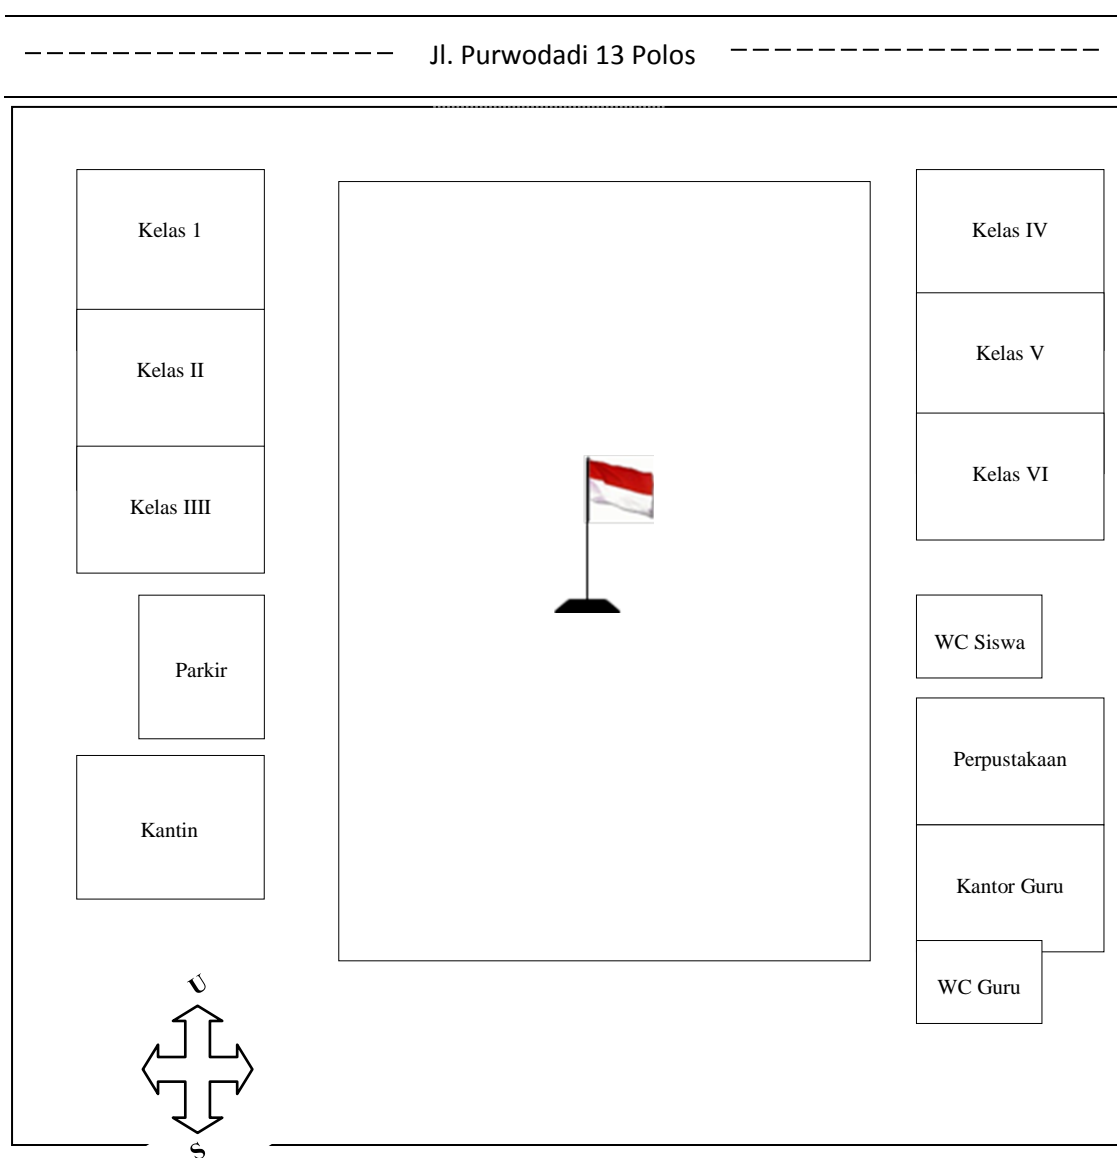 Jl. Purwodadi 13 Polos
Kelas 1
Kelas IV
Kelas II
Kelas V
Kelas IIII
Kelas VI
Parkir
WC Siswa
Kantin
Perpustakaan
Kantor Guru
WC Guru
U
S